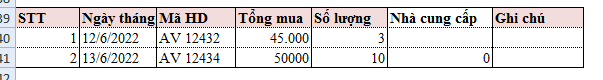 39 STT Ngày tháng Mã HD Tổng mua Số lượng Nhà cung cấp Ghi chú
40 1 12/6/2022 AV 12432 45.000 3
41 2 13/6/2022 AV 12434 50000 10 0